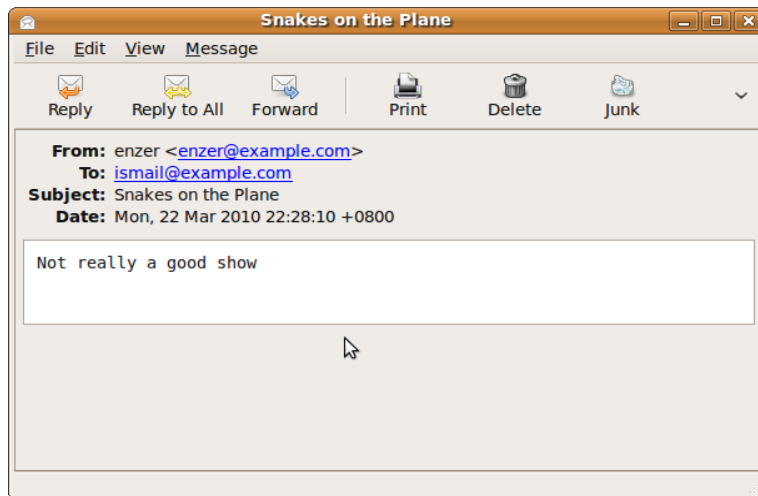 Snakes on the Plane
File Edit View Message
Reply Reply to All Forward Print Delete Junk
From: enzer <enzer@example.com>
To: ismail@example.com
Subject: Snakes on the Plane
Date: Mon, 22 Mar 2010 22:28:10 +0800
Not really a good show